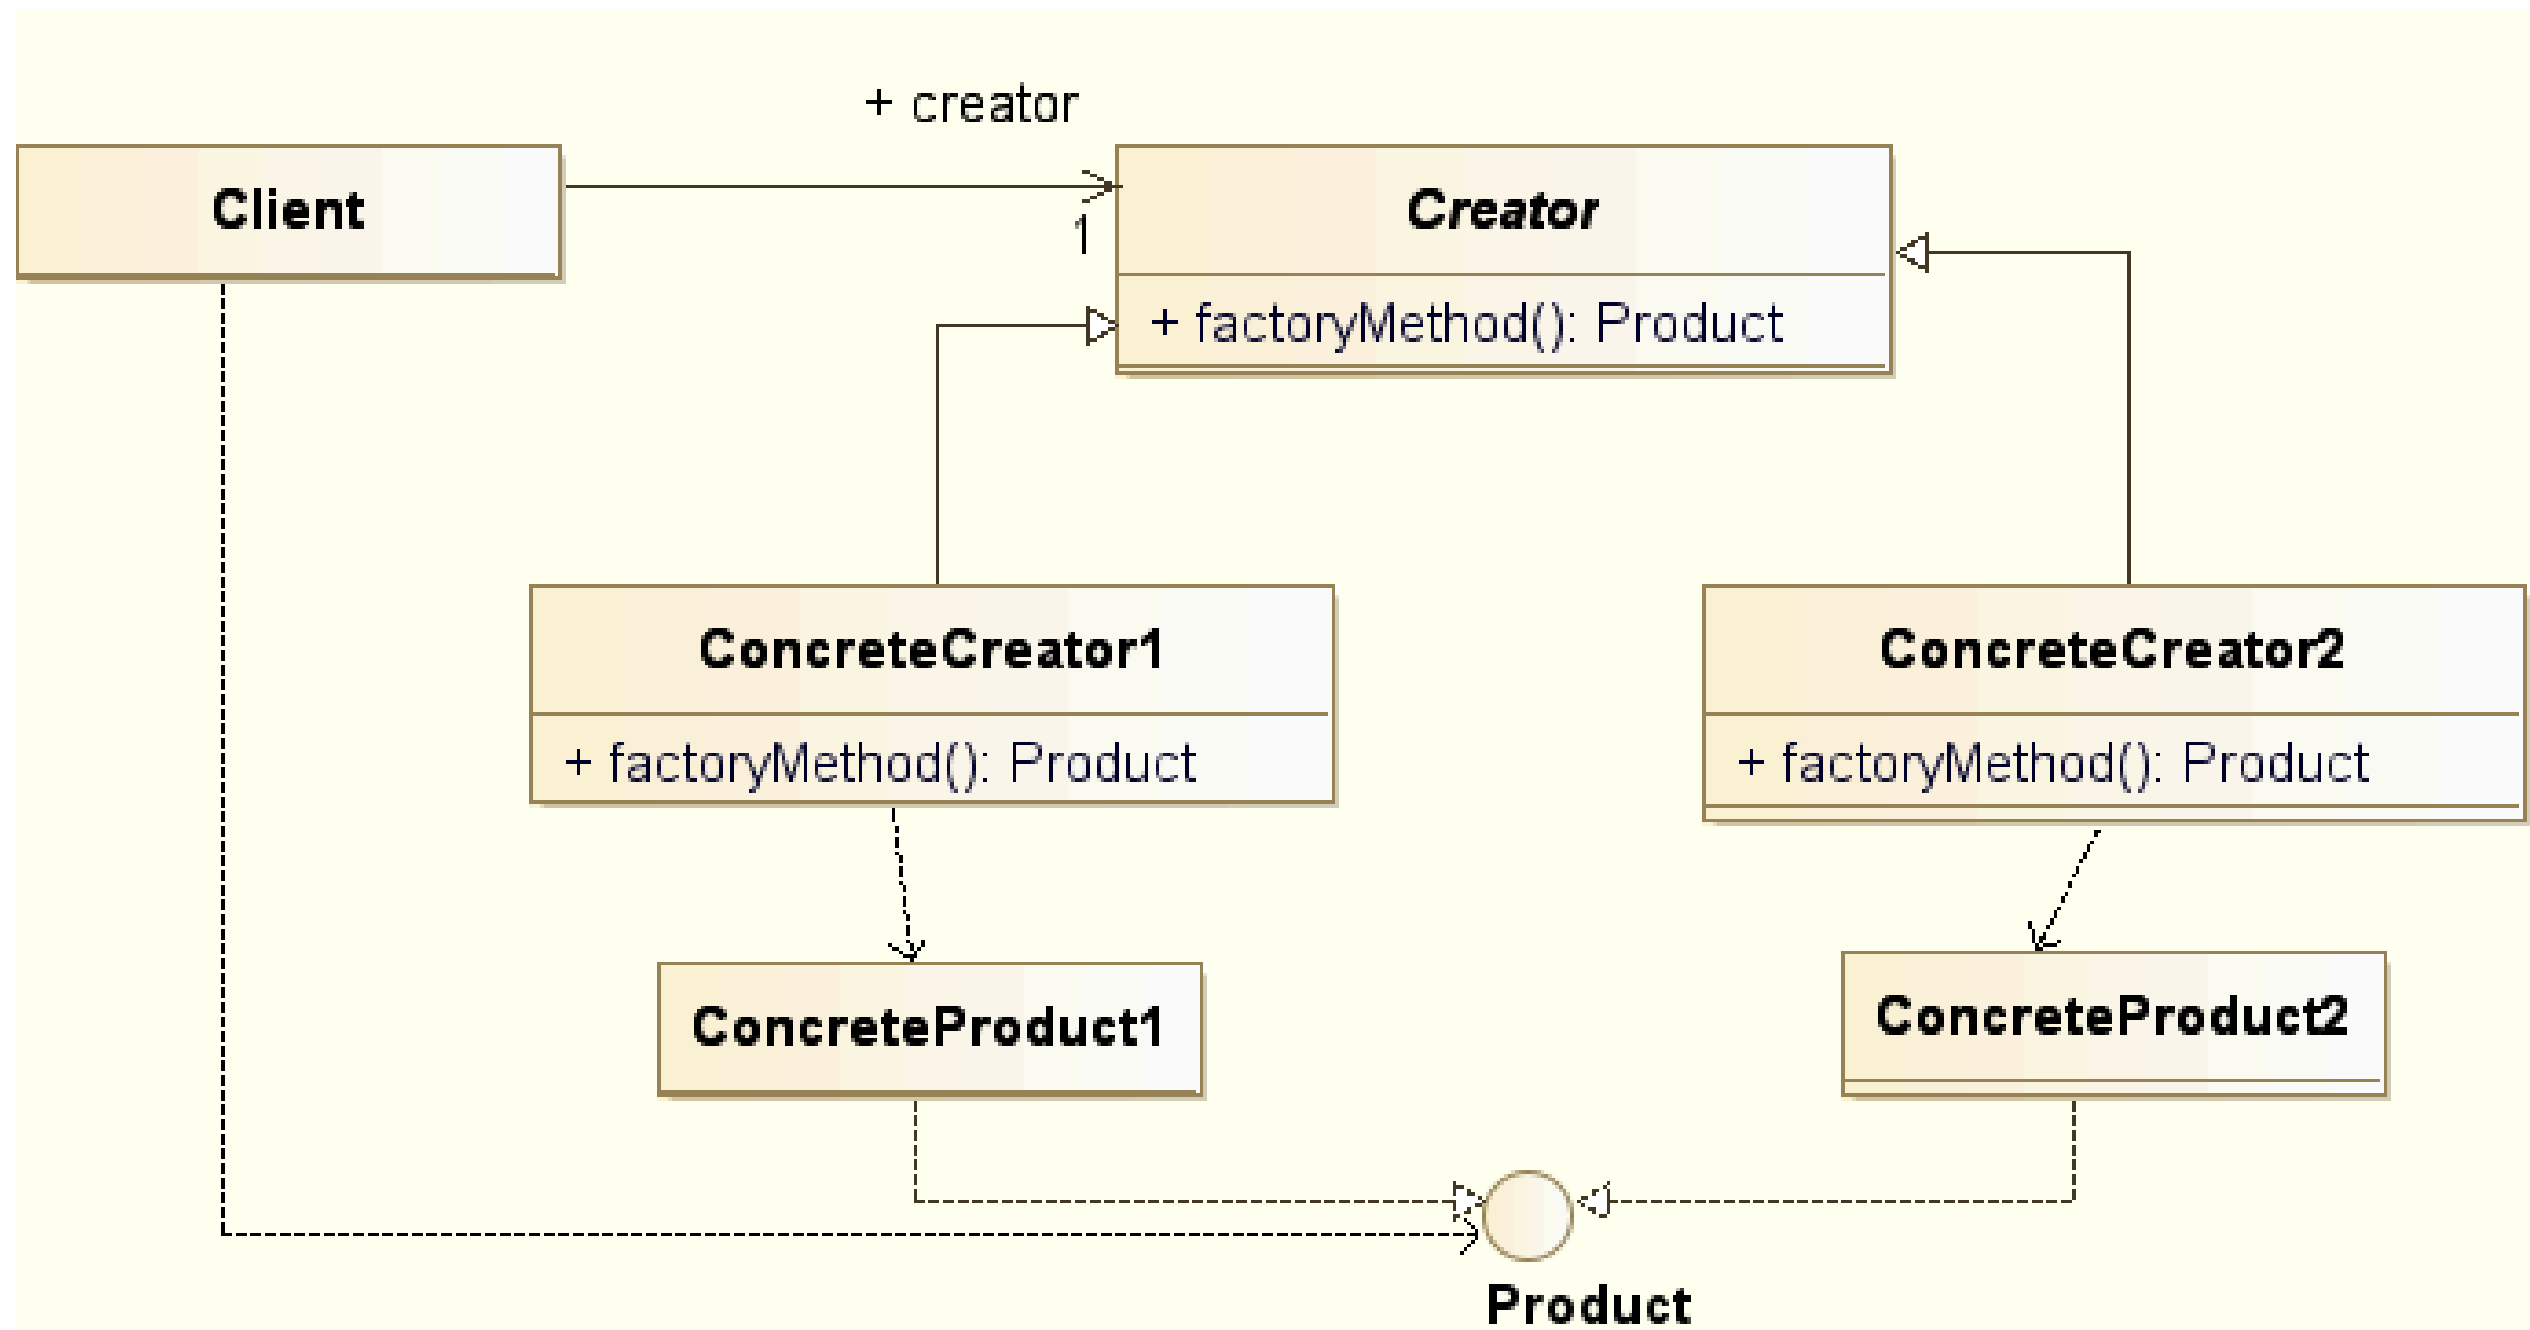 + creator
Client
Creator
1
+ factoryMethod(): Product
ConcreteCreator1
ConcreteCreator2
+ factoryMethod(): Product
+ factoryMethod(): Product
ConcreteProduct1
ConcreteProduct2
Product